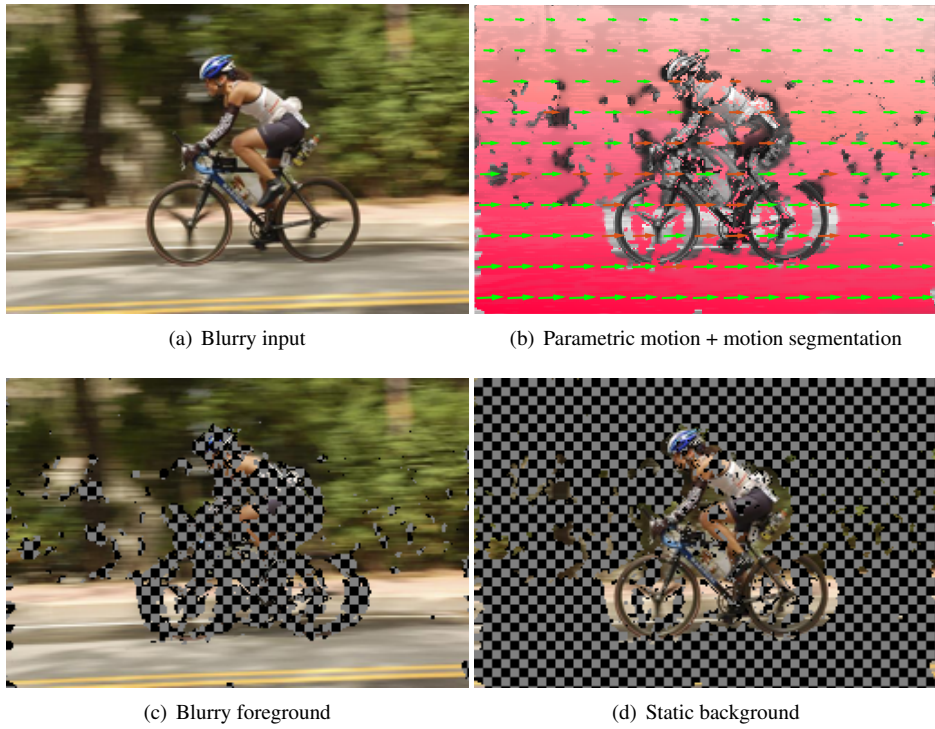 (a) Blurry input
(b) Parametric motion + motion segmentation
(c) Blurry foreground
(d) Static background